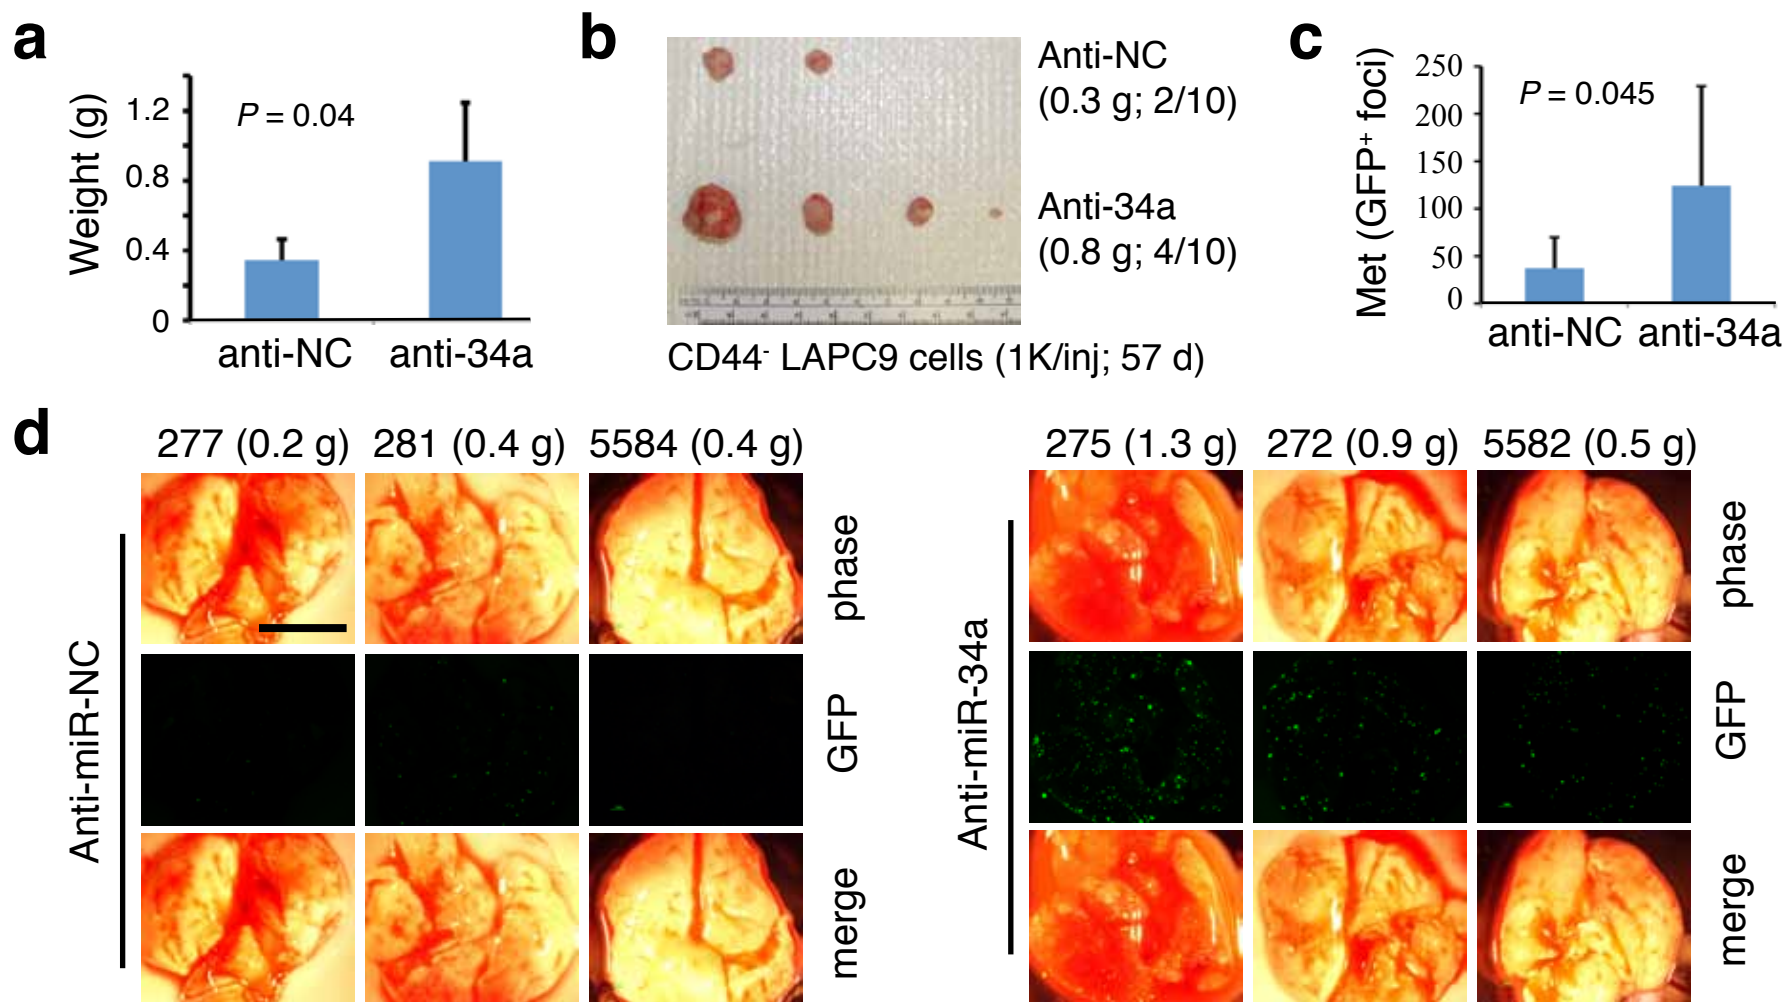 a
Weight (g)
1.2
0.8
0.4
0
P = 0.04
anti-NC
anti-34a
b
Anti-NC
(0.3 g; 2/10)
Anti-34a
(0.8 g; 4/10)
CD44- LAPC9 cells (1K/inj; 57 d)
c
Met (GFP+ foci)
250
200
150
100
50
0
P = 0.045
anti-NC
anti-34a
d
Anti-miR-NC
277 (0.2 g)
281 (0.4 g)
5584 (0.4 g)
phase
GFP
merge
Anti-miR-34a
275 (1.3 g)
272 (0.9 g)
5582 (0.5 g)
phase
GFP
merge